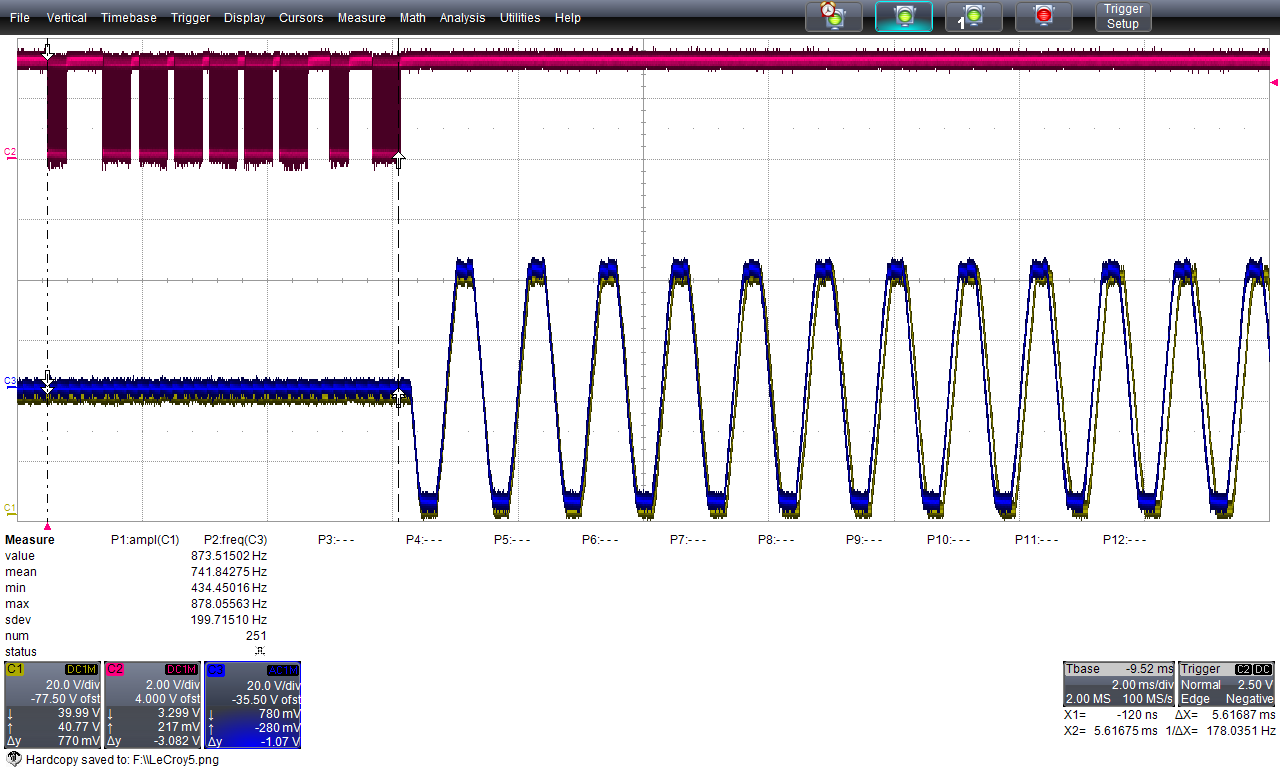 File Vertical Timebase Trigger Display Cursors Measure Math Analysis Utilities Help
1
Trigger
Setup
C2
C3
C1
Measure P1:ampl(C1) P2:freq(C3) P3:- - - P4:- - - P5:- - - P6:- - - P7:- - - P8:- - - P9:- - - P10:- - - P11:- - - P12:- - -
value 873.51502 Hz
mean 741.84275 Hz
min 434.45016 Hz
max 878.05563 Hz
sdev 199.71510 Hz
num 251
status
C1 DC1M
20.0 V/div
-77.50 V ofst
↓ 39.99 V
↑ 40.77 V
Δy 770 mV
C2 DC1M
2.00 V/div
4.000 V ofst
↓ 3.299 V
↑ 217 mV
Δy -3.082 V
C3 AC1M
20.0 V/div
-35.50 V ofst
↓ 780 mV
↑ -280 mV
Δy -1.07 V
Tbase -9.52 ms
2.00 ms/div
2.00 MS 100 MS/s
Trigger C2 DC
Normal 2.50 V
Edge Negative
X1= -120 ns ΔX= 5.61687 ms
X2= 5.61675 ms 1/ΔX= 178.0351 Hz
Hardcopy saved to: F:\\LeCroy5.png